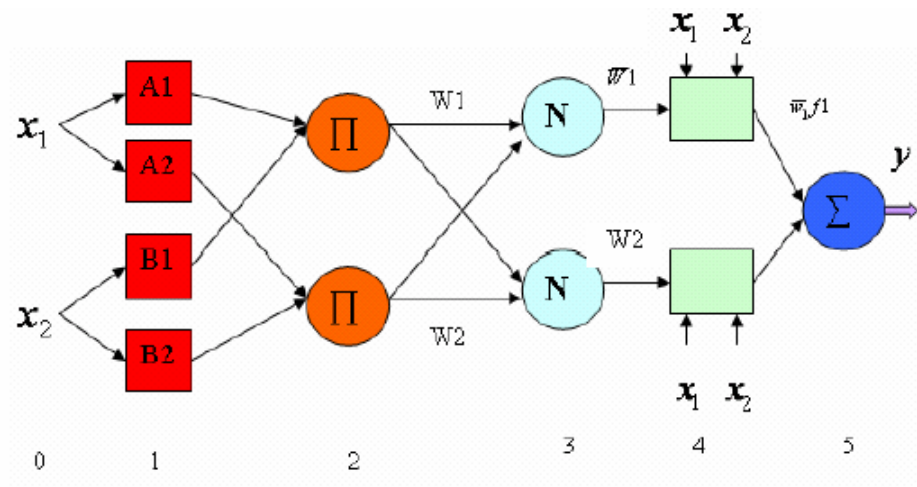 x₁ x₂
A1
W1
w̅1
w̅₁f1
∏
N
x₁
A2
y
∑
B1
W2
x₂
∏
N
B2
W2
x₁ x₂
0 1 2 3 4 5